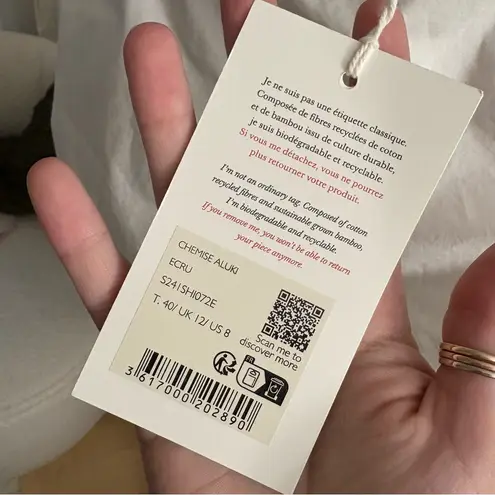 Je ne suis pas une étiquette classique.
Composée de fibres recyclées de coton
et de bambou issu de culture durable,
je suis biodégradable et recyclable.
Si vous me détachez, vous ne pourrez
plus retourner votre produit.
I'm not an ordinary tag. Composed of cotton
recycled fibres and sustainable grown bamboo,
I'm biodegradable and recyclable.
If you remove me, you won't be able to return
your piece anymore.
CHEMISE ALUKI
ECRU
S241SHI072E
T. 40/ UK 12/ US 8
Scan me to
discover more
3 617000 202890